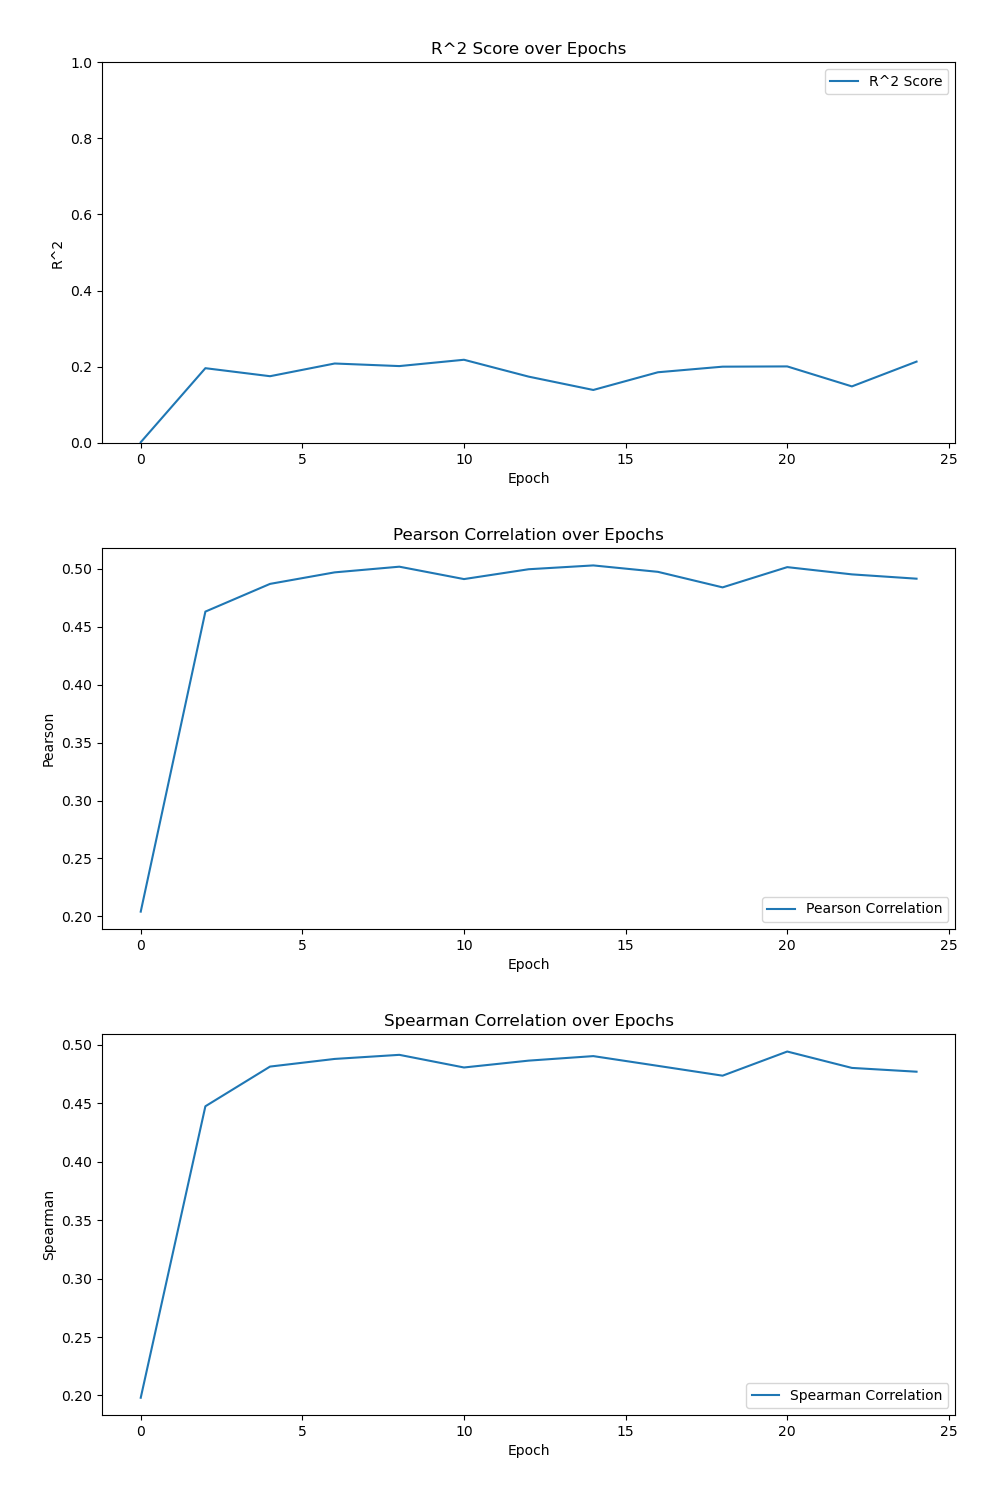 R^2 Score over Epochs
1.0
R^2 Score
0.8
0.6
R^2
0.4
0.2
0.0
0 5 10 15 20 25
Epoch
Pearson Correlation over Epochs
0.50
0.45
0.40
0.35
Pearson
0.30
0.25
0.20
Pearson Correlation
0 5 10 15 20 25
Epoch
Spearman Correlation over Epochs
0.50
0.45
0.40
0.35
Spearman
0.30
0.25
0.20
Spearman Correlation
0 5 10 15 20 25
Epoch